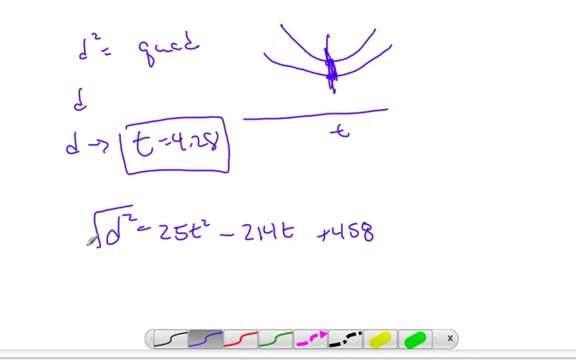 d² = quad
d
d → t = 4.28
t
√d² = 25t² - 214t + 458
x